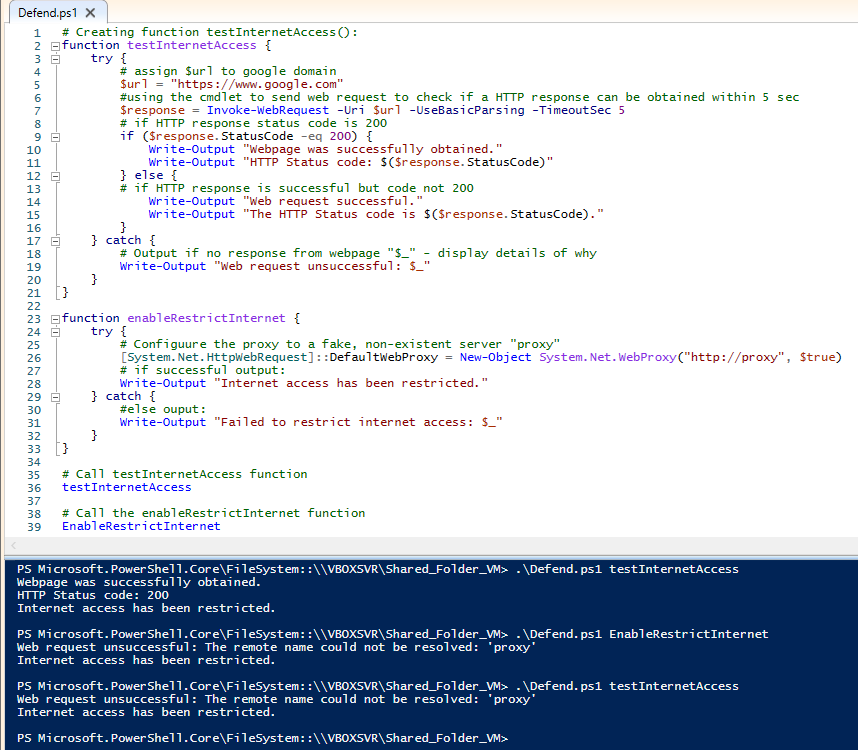 Defend.ps1
1 # Creating function testInternetAccess():
2 function testInternetAccess {
3 try {
4 # assign $url to google domain
5 $url = "https://www.google.com"
6 #using the cmdlet to send web request to check if a HTTP response can be obtained within 5 sec
7 $response = Invoke-WebRequest -Uri $url -UseBasicParsing -TimeoutSec 5
8 # if HTTP response status code is 200
9 if ($response.StatusCode -eq 200) {
10 Write-Output "Webpage was successfully obtained."
11 Write-Output "HTTP Status code: $($response.StatusCode)"
12 } else {
13 # if HTTP response is successful but code not 200
14 Write-Output "Web request successful."
15 Write-Output "The HTTP Status code is $($response.StatusCode)."
16 }
17 } catch {
18 # Output if no response from webpage "$_" - display details of why
19 Write-Output "Web request unsuccessful: $_"
20 }
21 }
22
23 function enableRestrictInternet {
24 try {
25 # Configuure the proxy to a fake, non-existent server "proxy"
26 [System.Net.HttpWebRequest]::DefaultWebProxy = New-Object System.Net.WebProxy("http://proxy", $true)
27 # if successful output:
28 Write-Output "Internet access has been restricted."
29 } catch {
30 #else ouput:
31 Write-Output "Failed to restrict internet access: $_"
32 }
33 }
34
35 # Call testInternetAccess function
36 testInternetAccess
37
38 # Call the enableRestrictInternet function
39 EnableRestrictInternet
PS Microsoft.PowerShell.Core\FileSystem::\\VBOXSVR\Shared_Folder_VM> .\Defend.ps1 testInternetAccess
Webpage was successfully obtained.
HTTP Status code: 200
Internet access has been restricted.
PS Microsoft.PowerShell.Core\FileSystem::\\VBOXSVR\Shared_Folder_VM> .\Defend.ps1 EnableRestrictInternet
Web request unsuccessful: The remote name could not be resolved: 'proxy'
Internet access has been restricted.
PS Microsoft.PowerShell.Core\FileSystem::\\VBOXSVR\Shared_Folder_VM> .\Defend.ps1 testInternetAccess
Web request unsuccessful: The remote name could not be resolved: 'proxy'
Internet access has been restricted.
PS Microsoft.PowerShell.Core\FileSystem::\\VBOXSVR\Shared_Folder_VM>